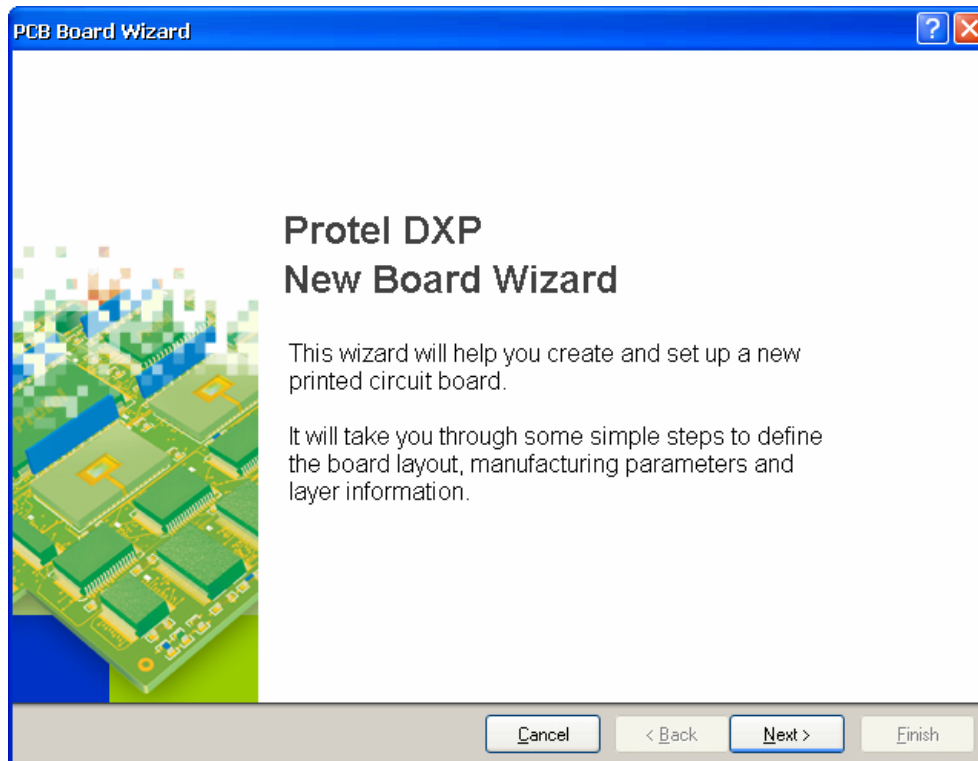 PCB Board Wizard
?
Protel DXP
New Board Wizard
This wizard will help you create and set up a new
printed circuit board.
It will take you through some simple steps to define
the board layout, manufacturing parameters and
layer information.
Cancel
< Back
Next >
Finish